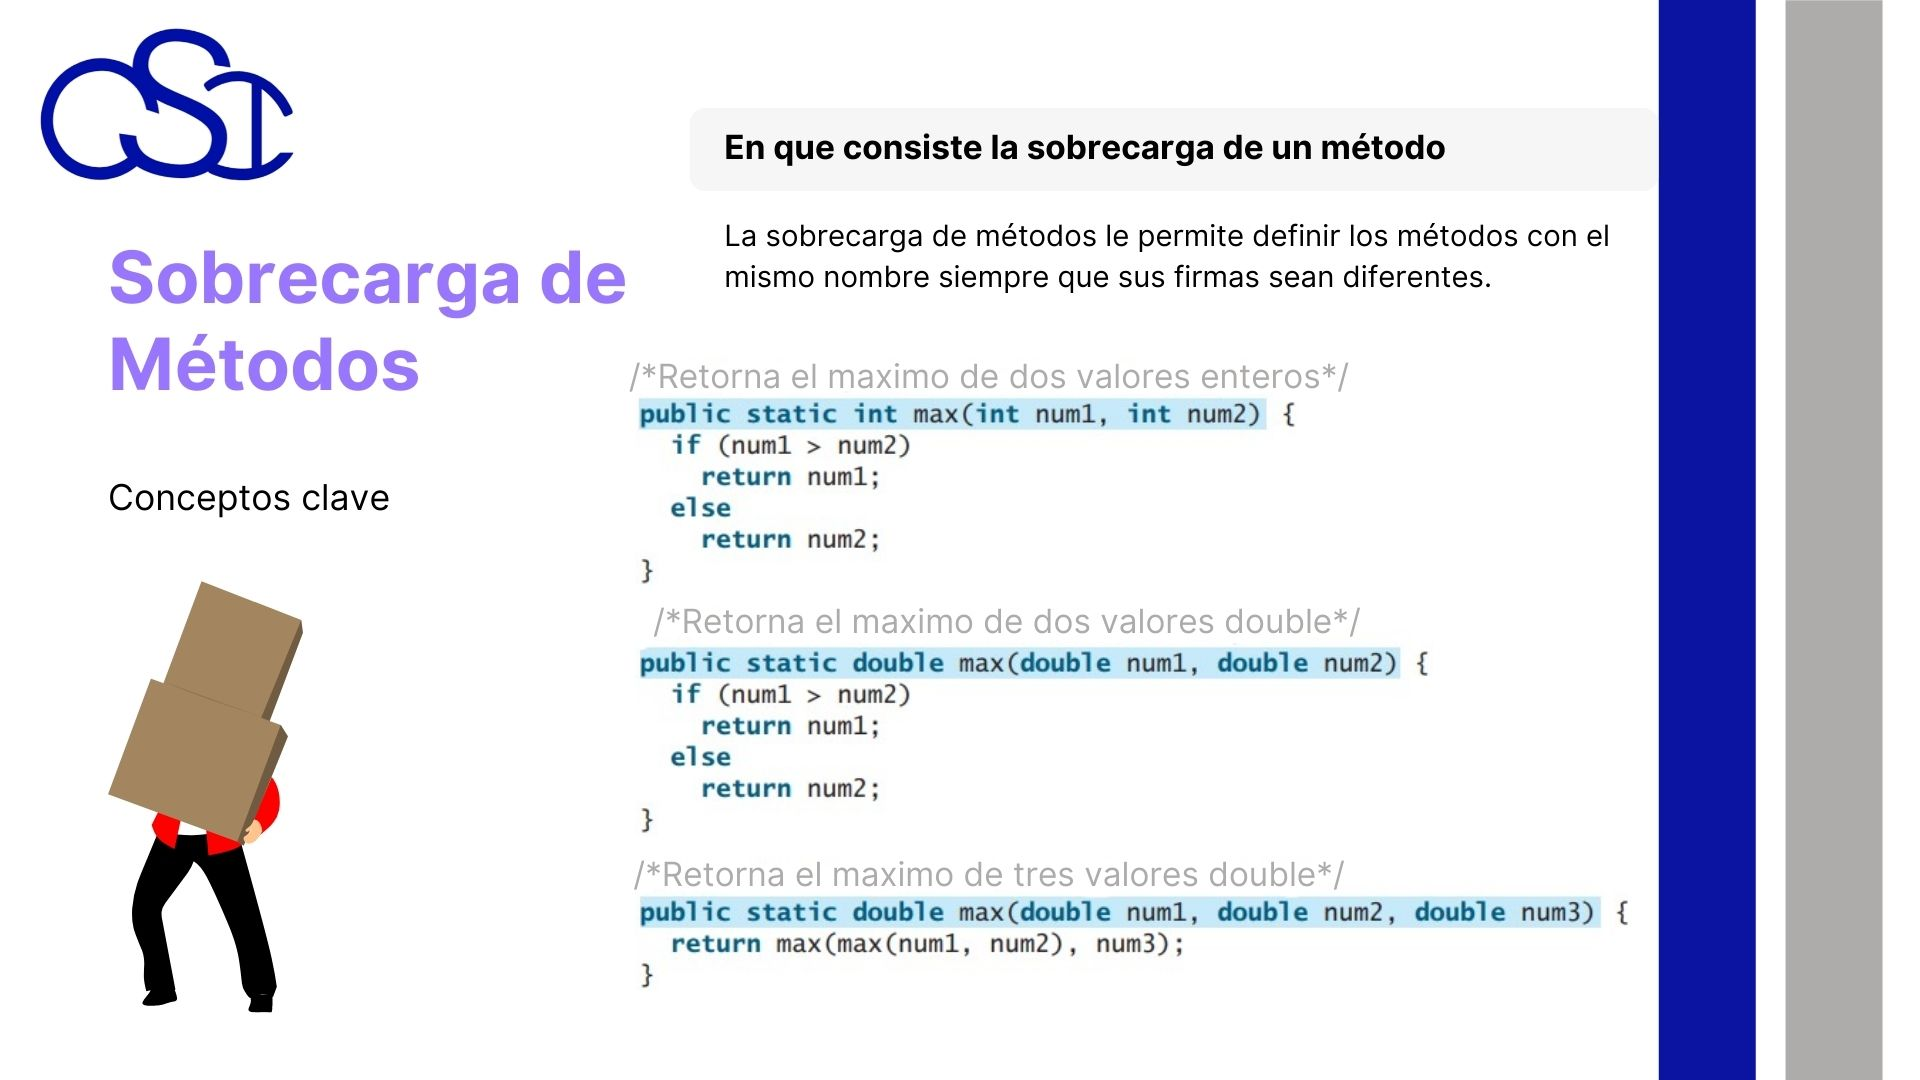 Sobrecarga de
Métodos
Conceptos clave
En que consiste la sobrecarga de un método
La sobrecarga de métodos le permite definir los métodos con el
mismo nombre siempre que sus firmas sean diferentes.
/*Retorna el maximo de dos valores enteros*/
public static int max(int num1, int num2) {
if (num1 > num2)
return num1;
else
return num2;
}
/*Retorna el maximo de dos valores double*/
public static double max(double num1, double num2) {
if (num1 > num2)
return num1;
else
return num2;
}
/*Retorna el maximo de tres valores double*/
public static double max(double num1, double num2, double num3) {
return max(max(num1, num2), num3);
}